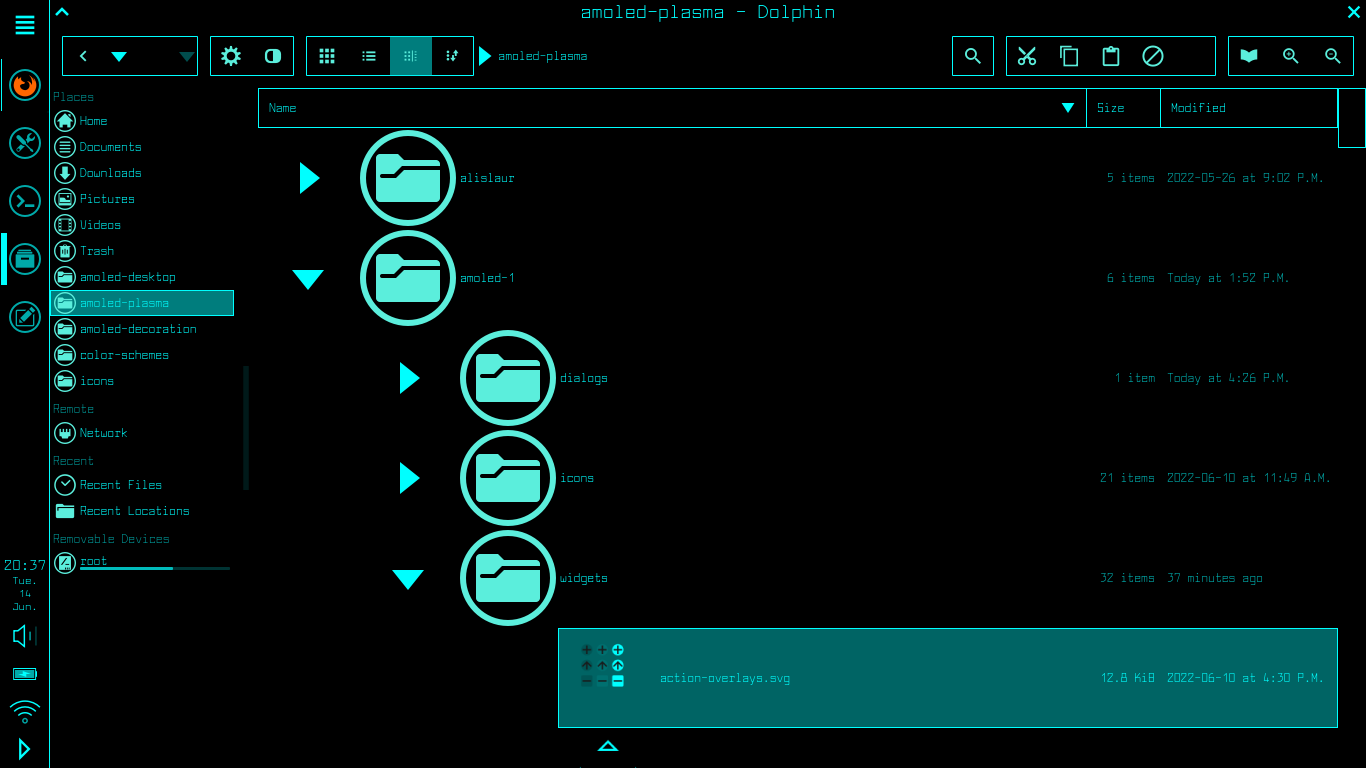 amoled-plasma — Dolphin
amoled-plasma
Places
Home
Documents
Downloads
Pictures
Videos
Trash
amoled-desktop
amoled-plasma
amoled-decoration
color-schemes
icons
Remote
Network
Recent
Recent Files
Recent Locations
Removable Devices
root
20:37
Tue.
14
Jun.
Name Size Modified
alislaur 5 items 2022-05-26 at 9:02 P.M.
amoled-1 6 items Today at 1:52 P.M.
dialogs 1 item Today at 4:26 P.M.
icons 21 items 2022-06-10 at 11:49 A.M.
widgets 32 items 37 minutes ago
action-overlays.svg 12.8 KiB 2022-06-10 at 4:30 P.M.